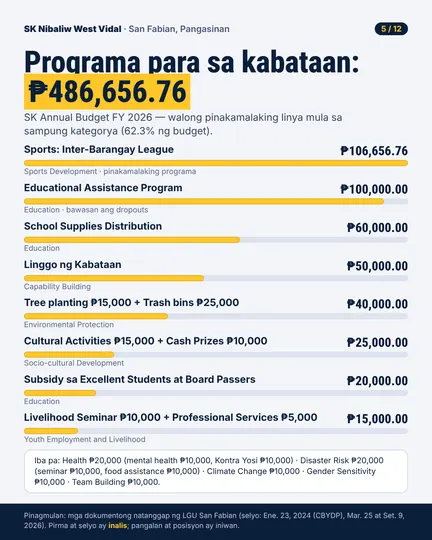 SK Nibaliw West Vidal · San Fabian, Pangasinan
5 / 12
Programa para sa kabataan:
₱486,656.76
SK Annual Budget FY 2026 — walong pinakamalaking linya mula sa
sampung kategorya (62.3% ng budget).
Sports: Inter-Barangay League ₱106,656.76
Sports Development · pinakamalaking programa
Educational Assistance Program ₱100,000.00
Education · bawasan ang dropouts
School Supplies Distribution ₱60,000.00
Education
Linggo ng Kabataan ₱50,000.00
Capability Building
Tree planting ₱15,000 + Trash bins ₱25,000 ₱40,000.00
Environmental Protection
Cultural Activities ₱15,000 + Cash Prizes ₱10,000 ₱25,000.00
Socio-cultural Development
Subsidy sa Excellent Students at Board Passers ₱20,000.00
Education
Livelihood Seminar ₱10,000 + Professional Services ₱5,000 ₱15,000.00
Youth Employment and Livelihood
Iba pa: Health ₱20,000 (mental health ₱10,000, Kontra Yosi ₱10,000) · Disaster Risk ₱20,000
(seminar ₱10,000, food assistance ₱10,000) · Climate Change ₱10,000 · Gender Sensitivity
₱10,000 · Team Building ₱10,000.
Pinagmulan: mga dokumentong natanggap ng LGU San Fabian (selyo: Ene. 23, 2024 (CBYDP), Mar. 25 at Set. 9,
2026). Pirma at selyo ay inalis; pangalan at posisyon ay iniwan.